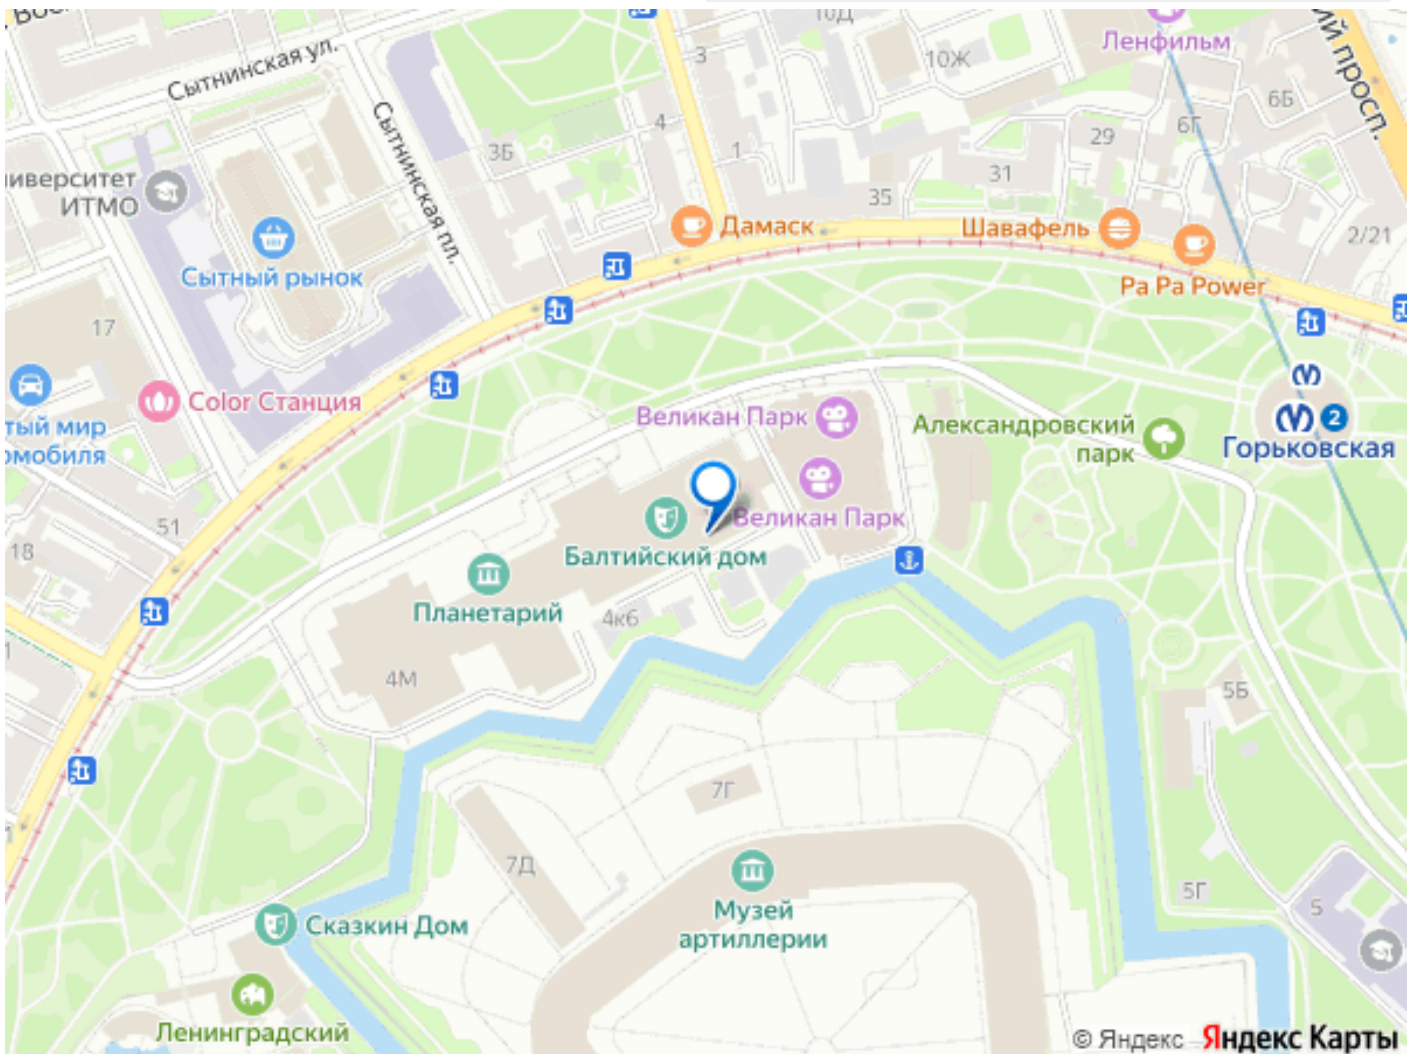 10Д
Ленфильм
Сытнинская ул.
3
10Ж
6Б
ий просп.
Сытнинская пл.
4
3Б
1
29
6Г
31
ниверситет
ИТМО
35
Дамаск
Шавафель
2/21
Сытный рынок
Pa Pa Power
17
Color Станция
тый мир
омобиля
Великан Парк
Александровский
парк
2
Горьковская
51
18
Великан Парк
Балтийский дом
Планетарий
4к6
4М
5Б
7Г
7Д
Музей
артиллерии
5Г
5
Сказкин Дом
Ленинградский
© Яндекс Яндекс Карты